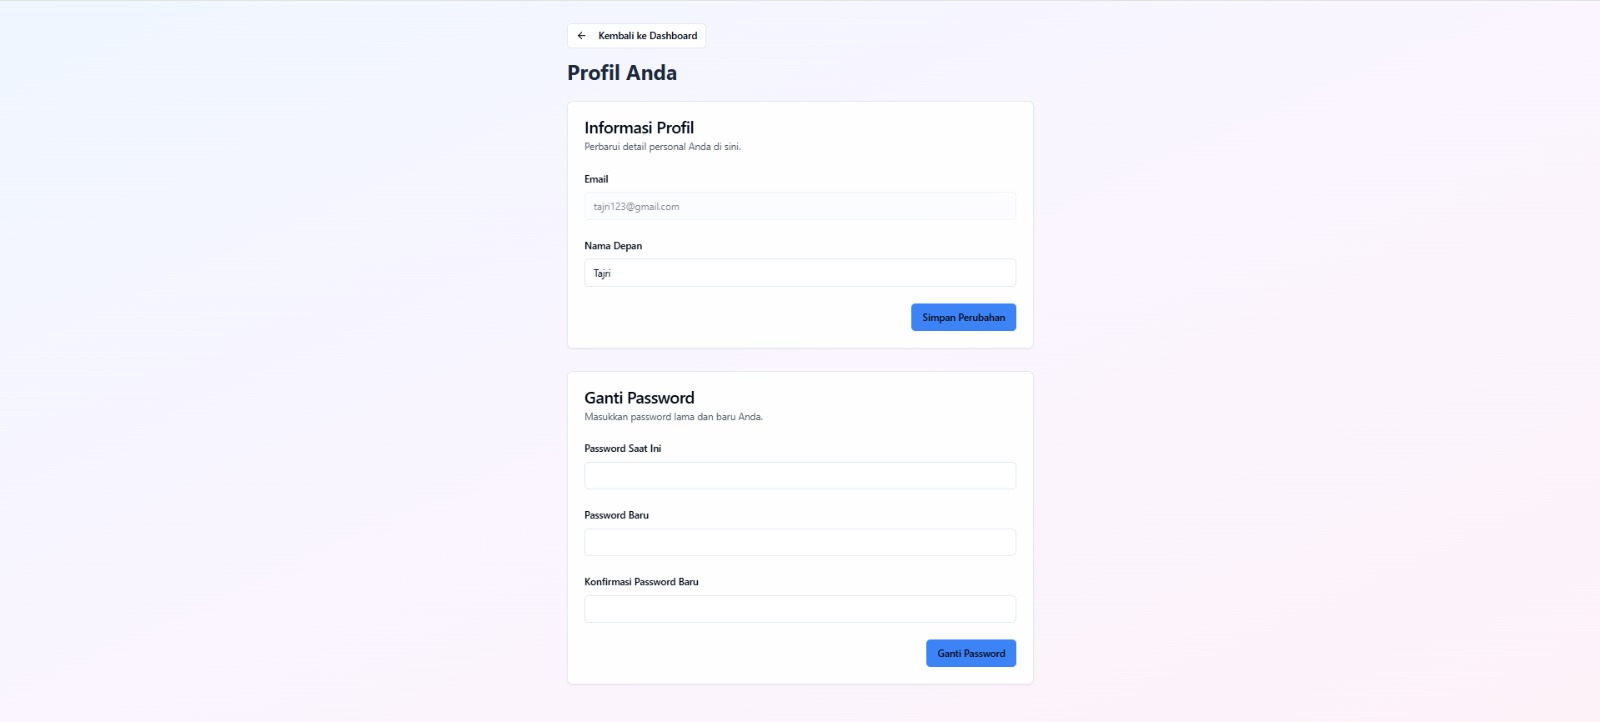 Kembali ke Dashboard
Profil Anda
Informasi Profil
Perbarui detail personal Anda di sini.
Email
tajri123@gmail.com
Nama Depan
Tajri
Simpan Perubahan
Ganti Password
Masukkan password lama dan baru Anda.
Password Saat Ini
Password Baru
Konfirmasi Password Baru
Ganti Password